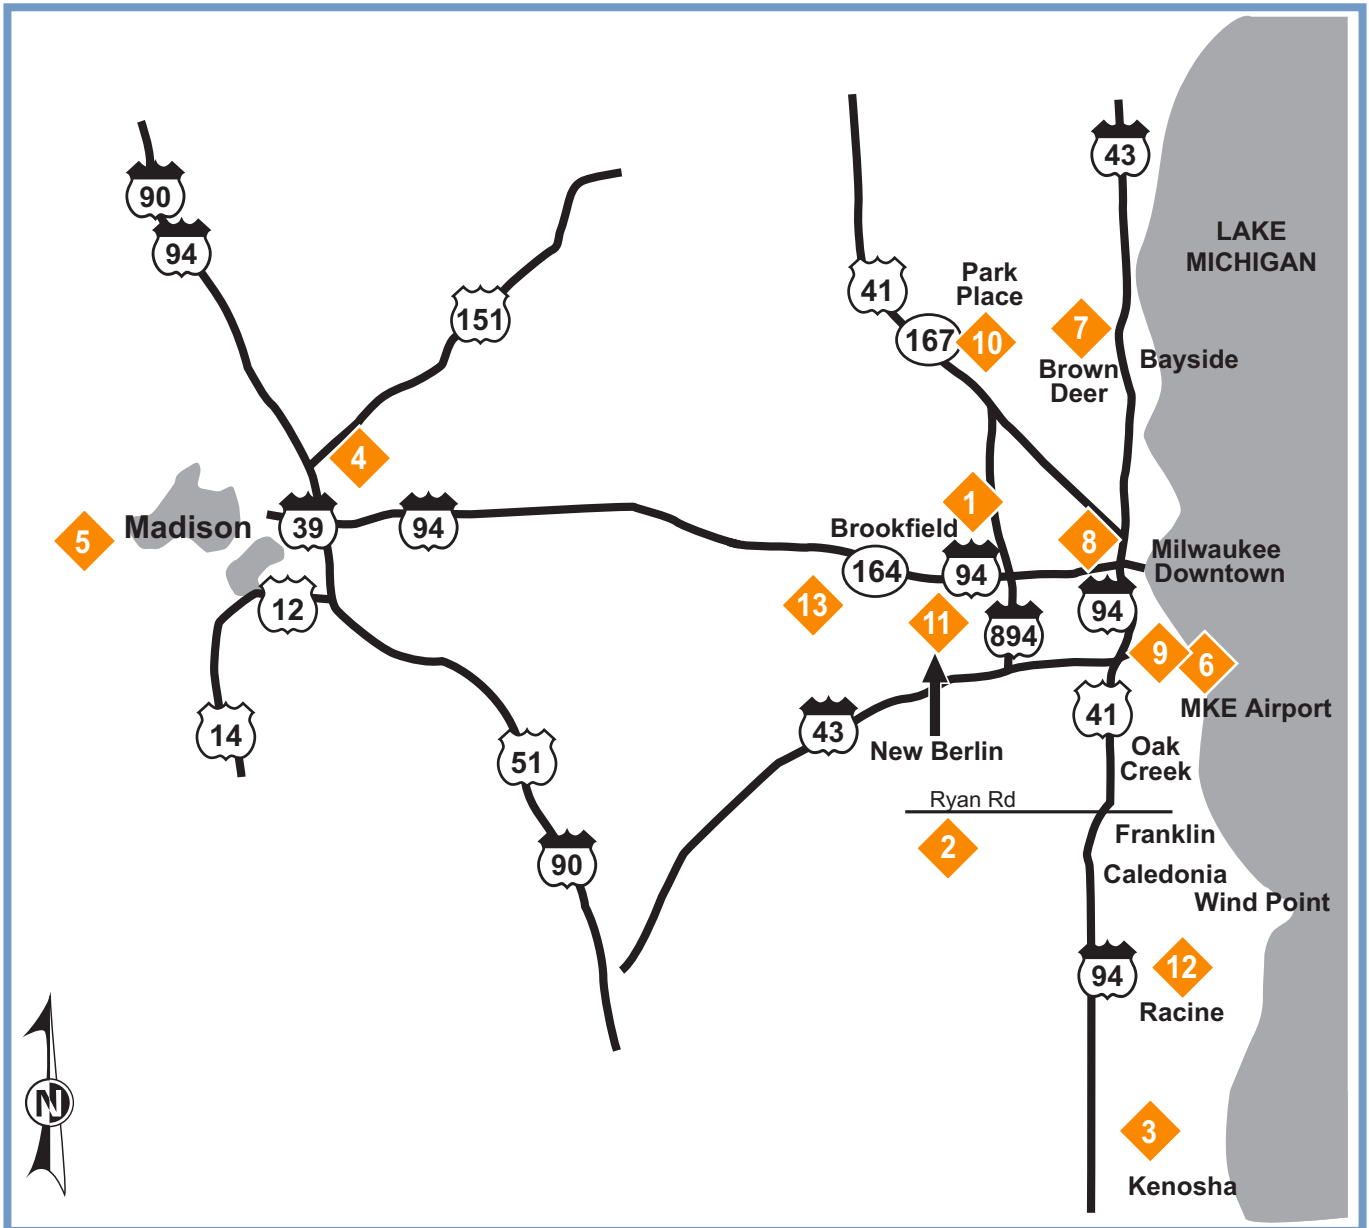 43
90
LAKE
MICHIGAN
94
Park
Place
41
151
7
167
10
Bayside
Brown
Deer
4
1
Madison
39
94
Brookfield
5
8
Milwaukee
Downtown
164
94
12
13
94
11
894
9
6
14
43
41
MKE Airport
New Berlin
51
Oak
Creek
Ryan Rd
Franklin
2
90
Caledonia
Wind Point
94
12
Racine
N
3
Kenosha